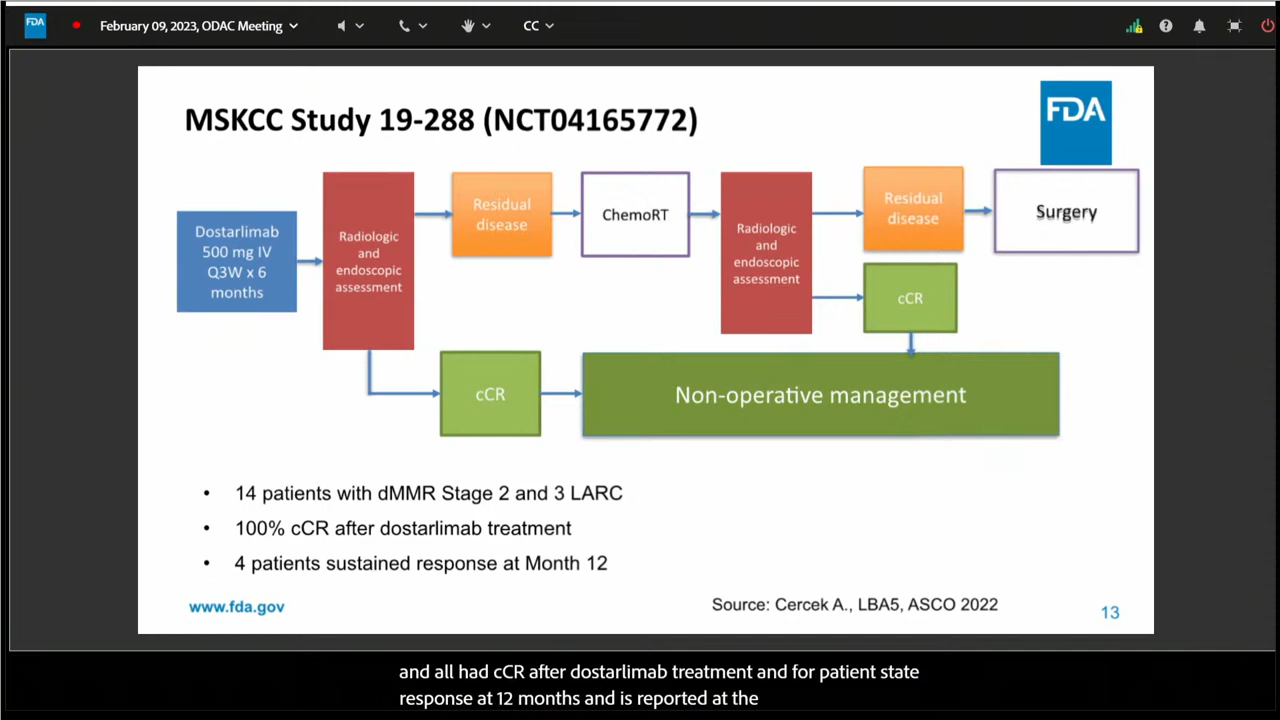 FDA
February 09, 2023, ODAC Meeting
CC
MSKCC Study 19-288 (NCT04165772)
FDA
Dostarlimab
500 mg IV
Q3W x 6
months
Radiologic
and
endoscopic
assessment
Residual
disease
ChemoRT
Radiologic
and
endoscopic
assessment
Residual
disease
Surgery
cCR
cCR
Non-operative management
• 14 patients with dMMR Stage 2 and 3 LARC
• 100% cCR after dostarlimab treatment
• 4 patients sustained response at Month 12
www.fda.gov
Source: Cercek A., LBA5, ASCO 2022
13
and all had cCR after dostarlimab treatment and for patient state
response at 12 months and is reported at the